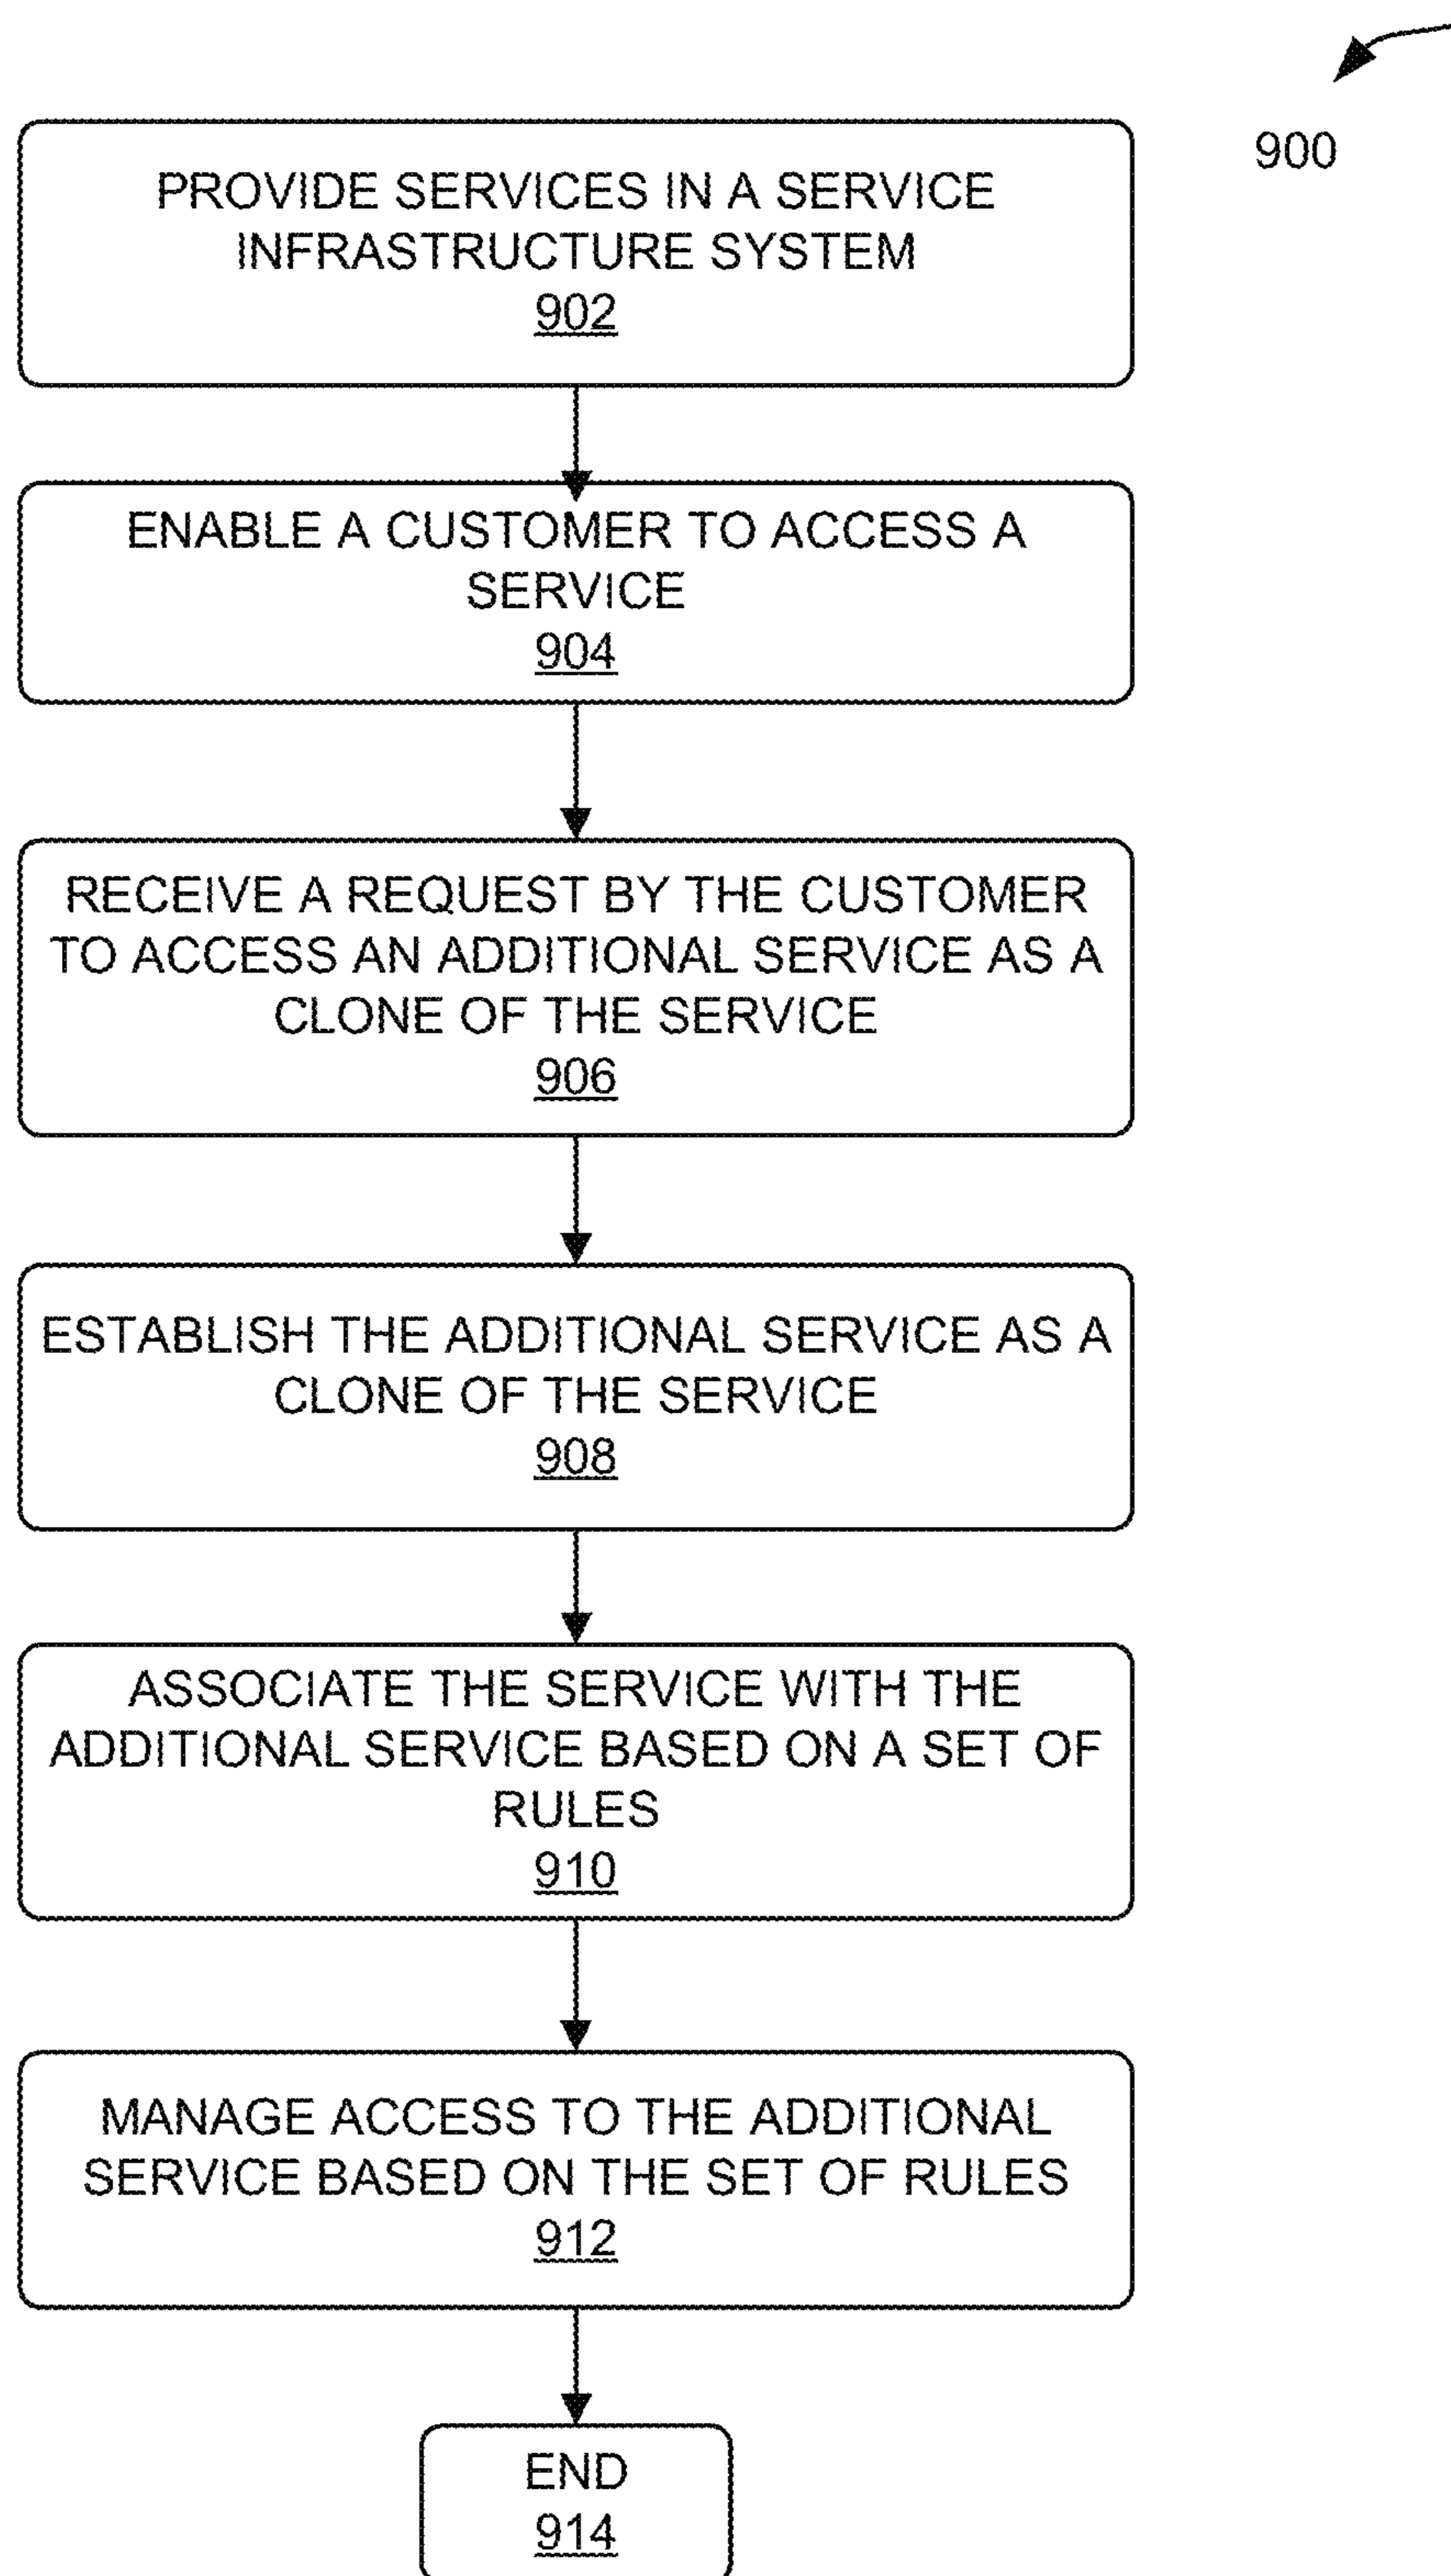 900
PROVIDE SERVICES IN A SERVICE
INFRASTRUCTURE SYSTEM
902
ENABLE A CUSTOMER TO ACCESS A
SERVICE
904
RECEIVE A REQUEST BY THE CUSTOMER
TO ACCESS AN ADDITIONAL SERVICE AS A
CLONE OF THE SERVICE
906
ESTABLISH THE ADDITIONAL SERVICE AS A
CLONE OF THE SERVICE
908
ASSOCIATE THE SERVICE WITH THE
ADDITIONAL SERVICE BASED ON A SET OF
RULES
910
MANAGE ACCESS TO THE ADDITIONAL
SERVICE BASED ON THE SET OF RULES
912
END
914